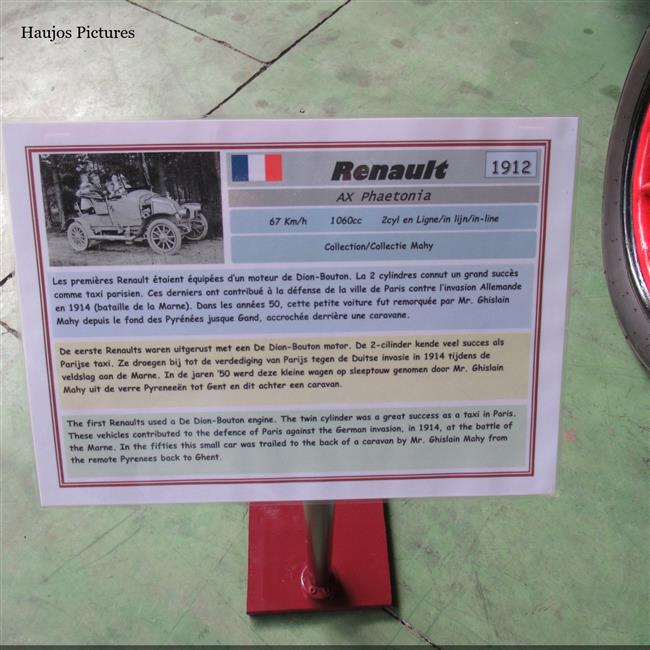 Haujos Pictures
Renault
1912
AX Phaetonia
67 Km/h 1060cc 2cyl en Ligne/in lijn/in-line
Collection/Collectie Mahy
Les premières Renault étaient équipées d'un moteur de Dion-Bouton. La 2 cylindres connut un grand succès
comme taxi parisien. Ces derniers ont contribué à la défense de la ville de Paris contre l'invasion Allemande
en 1914 (bataille de la Marne). Dans les années 50, cette petite voiture fut remorquée par Mr. Ghislain
Mahy depuis le fond des Pyrénées jusque Gand, accrochée derrière une caravane.
De eerste Renaults waren uitgerust met een De Dion-Bouton motor. De 2-cilinder kende veel succes als
Parijse taxi. Ze droegen bij tot de verdediging van Parijs tegen de Duitse invasie in 1914 tijdens de
veldslag aan de Marne. In de jaren '50 werd deze kleine wagen op sleeptouw genomen door Mr. Ghislain
Mahy uit de verre Pyreneeën tot Gent en dit achter een caravan.
The first Renaults used a De Dion-Bouton engine. The twin cylinder was a great success as a taxi in Paris.
These vehicles contributed to the defence of Paris against the German invasion, in 1914, at the battle of
the Marne. In the fifties this small car was trailed to the back of a caravan by Mr. Ghislain Mahy from
the remote Pyrenees back to Ghent.